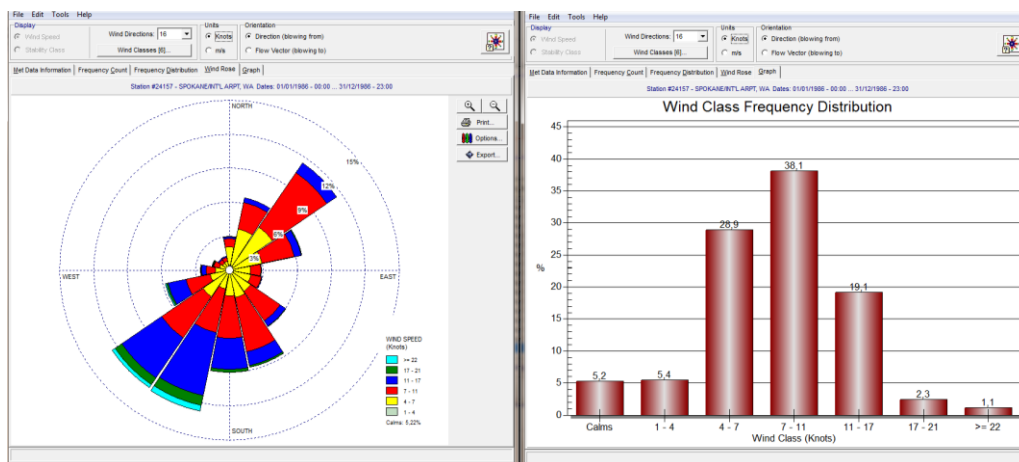 File Edit Tools Help
Display
Wind Speed
Stability Class
Wind Directions: 16
Wind Classes [6]...
Units
Knots
m/s
Orientation
Direction (blowing from)
Flow Vector (blowing to)
Met Data Information Frequency Count Frequency Distribution Wind Rose Graph
Station #24157 - SPOKANE/INT'L ARPT, WA Dates: 01/01/1986 - 00:00 ... 31/12/1986 - 23:00
NORTH
15%
12%
9%
6%
3%
WEST
EAST
SOUTH
Print...
Options...
Export...
WIND SPEED
(Knots)
>= 22
17 - 21
11 - 17
7 - 11
4 - 7
1 - 4
Calms: 5,22%
File Edit Tools Help
Display
Wind Speed
Stability Class
Wind Directions: 16
Wind Classes [6]...
Units
Knots
m/s
Orientation
Direction (blowing from)
Flow Vector (blowing to)
Met Data Information Frequency Count Frequency Distribution Wind Rose Graph
Station #24157 - SPOKANE/INT'L ARPT, WA Dates: 01/01/1986 - 00:00 ... 31/12/1986 - 23:00
Wind Class Frequency Distribution
45
40
35
30
25
20
15
10
5
0
%
5,2
5,4
28,9
38,1
19,1
2,3
1,1
Calms 1 - 4 4 - 7 7 - 11 11 - 17 17 - 21 >= 22
Wind Class (Knots)